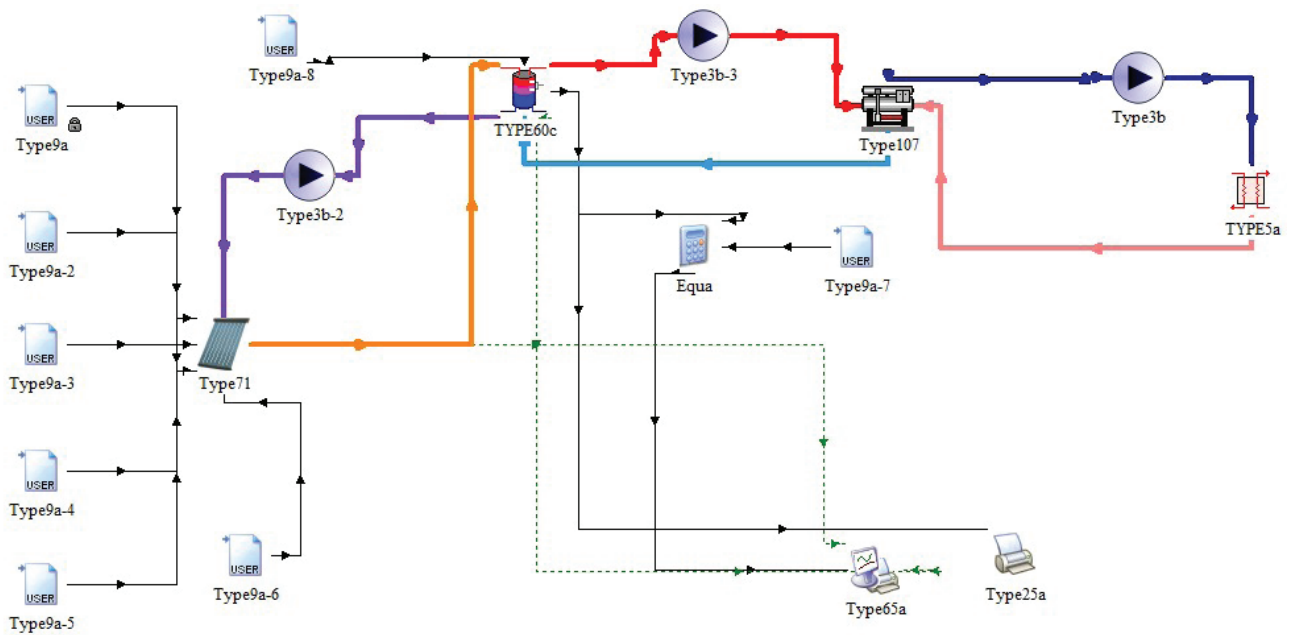 USER
Type9a-8
Type3b-3
Type3b
USER
Type9a
TYPE60c
Type107
Type3b-2
TYPE5a
USER
Type9a-2
Equa
USER
Type9a-7
USER
Type9a-3
Type71
USER
Type9a-4
USER
Type9a-6
Type65a
Type25a
USER
Type9a-5